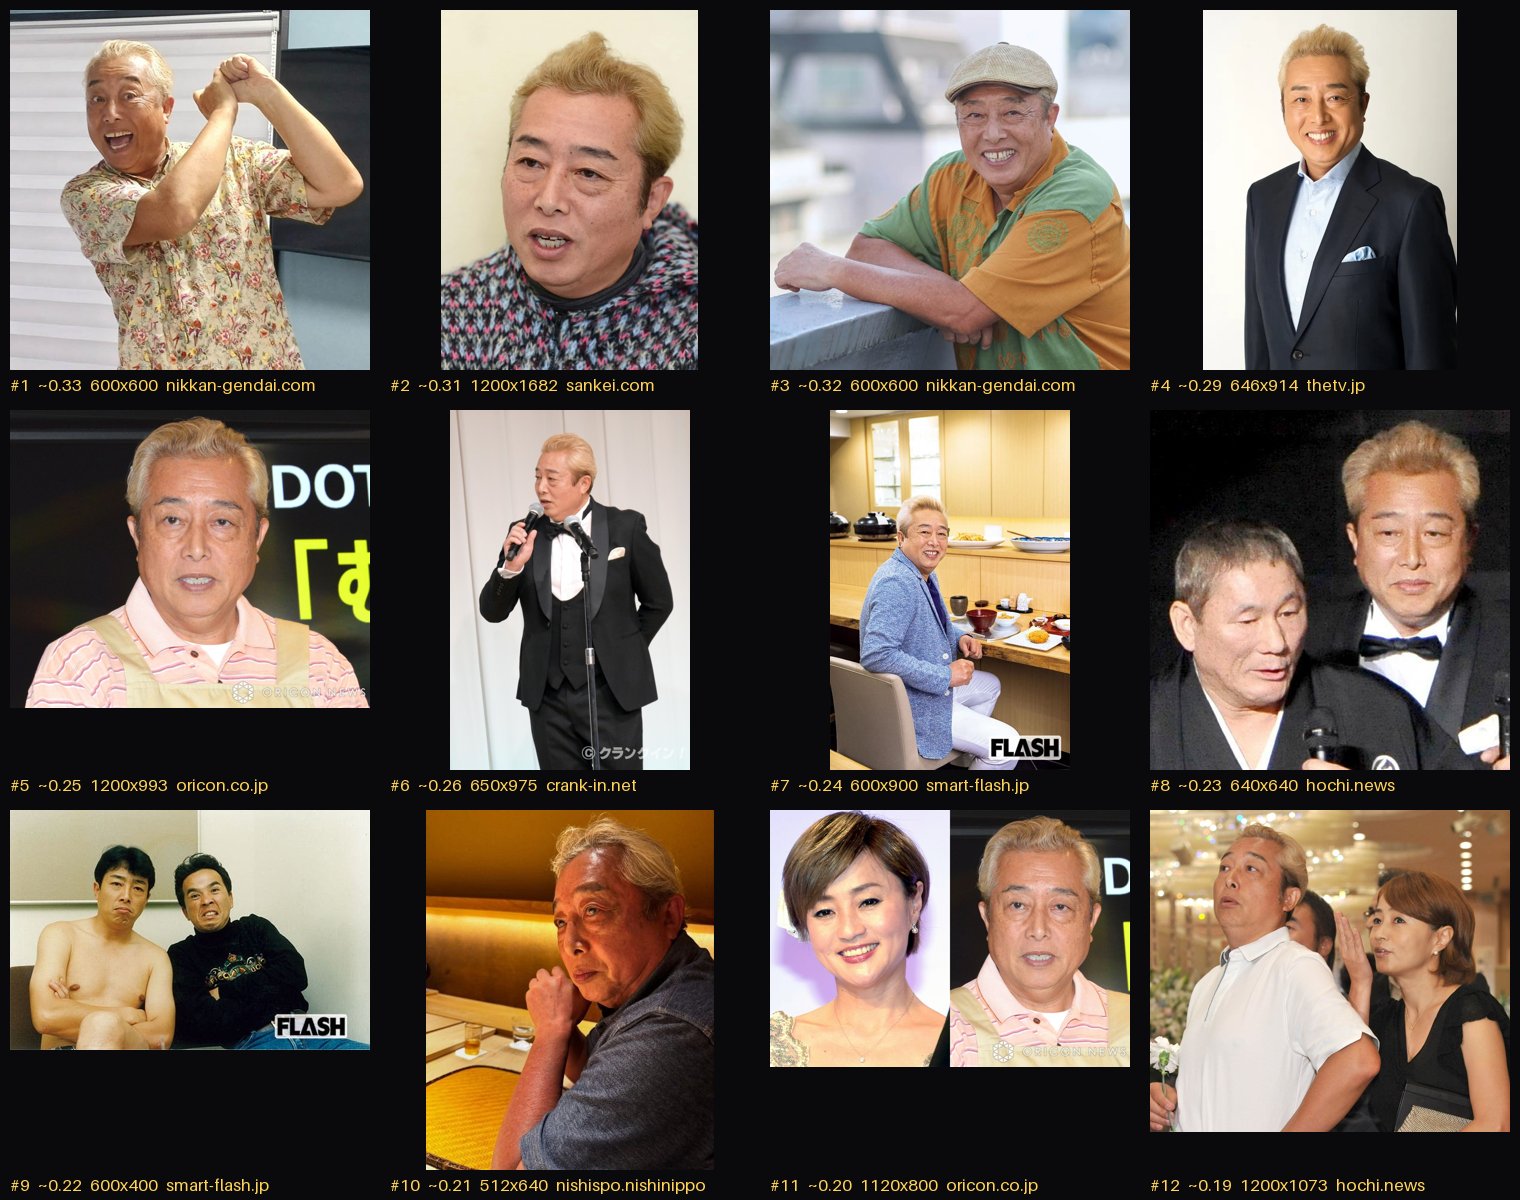 #1 ~0.33 600x600 nikkan-gendai.com
#2 ~0.31 1200x1682 sankei.com
#3 ~0.32 600x600 nikkan-gendai.com
#4 ~0.29 646x914 thetv.jp
DOT
「む
ORICON NEWS
© クランクイン!
FLASH
#5 ~0.25 1200x993 oricon.co.jp
#6 ~0.26 650x975 crank-in.net
#7 ~0.24 600x900 smart-flash.jp
#8 ~0.23 640x640 hochi.news
FLASH
D
ORICON NEWS
#9 ~0.22 600x400 smart-flash.jp
#10 ~0.21 512x640 nishispo.nishinippo
#11 ~0.20 1120x800 oricon.co.jp
#12 ~0.19 1200x1073 hochi.news